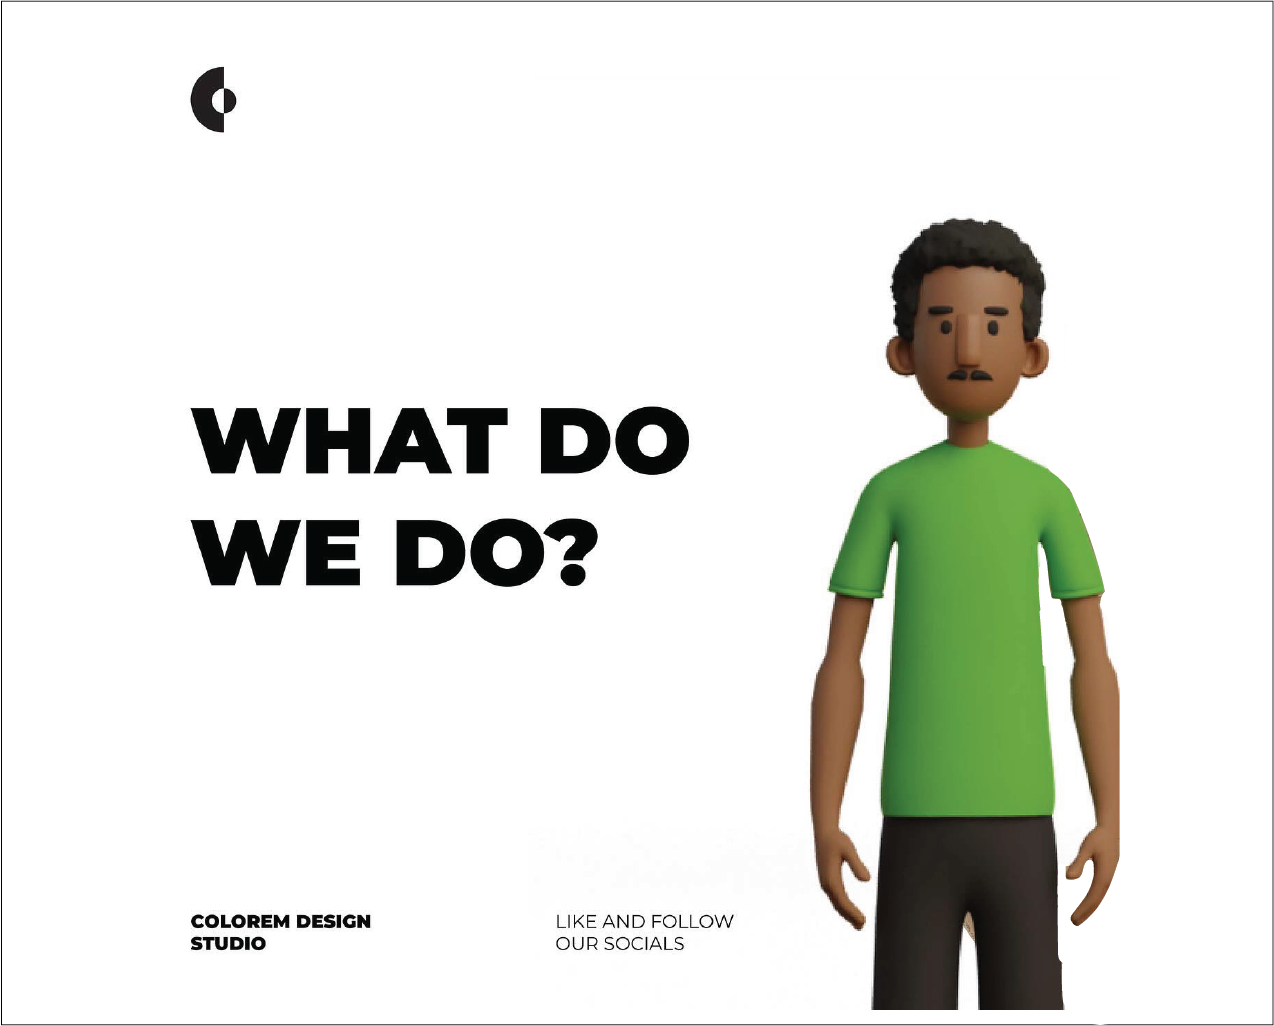 WHAT DO
WE DO?
COLOREM DESIGN
STUDIO
LIKE AND FOLLOW
OUR SOCIALS